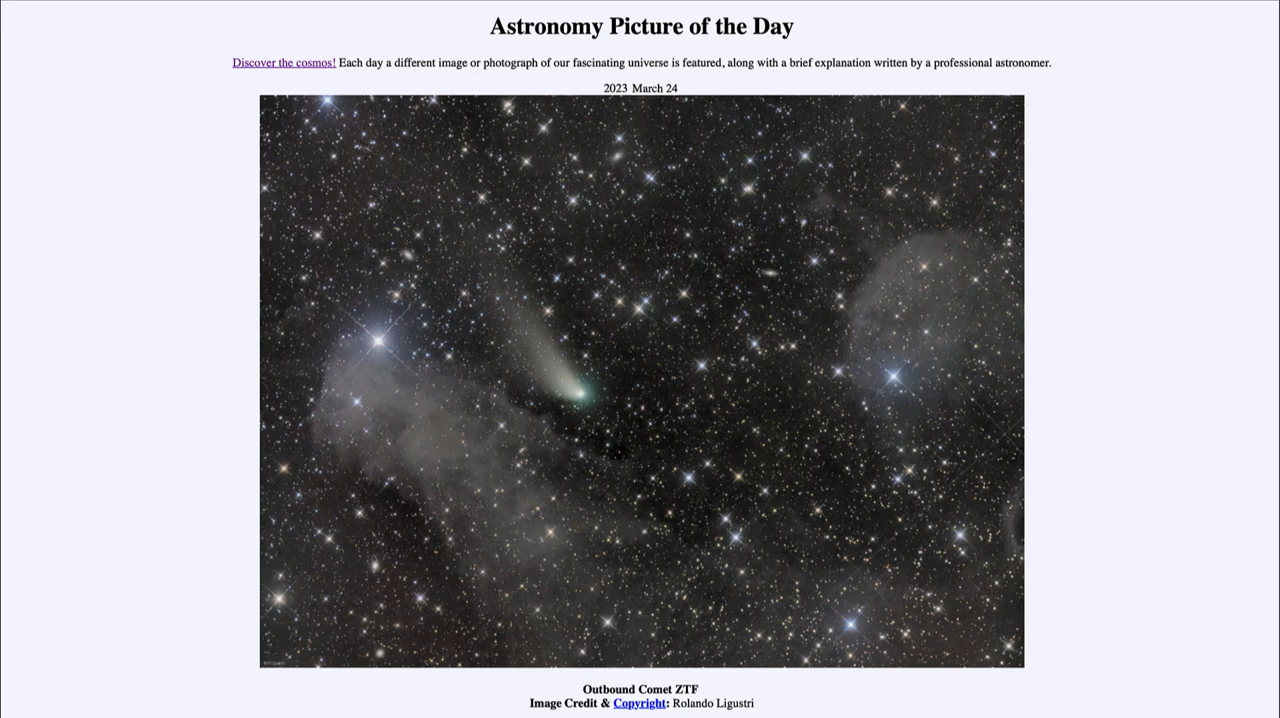 Astronomy Picture of the Day
Discover the cosmos! Each day a different image or photograph of our fascinating universe is featured, along with a brief explanation written by a professional astronomer.
2023 March 24
Outbound Comet ZTF
Image Credit & Copyright: Rolando Ligustri